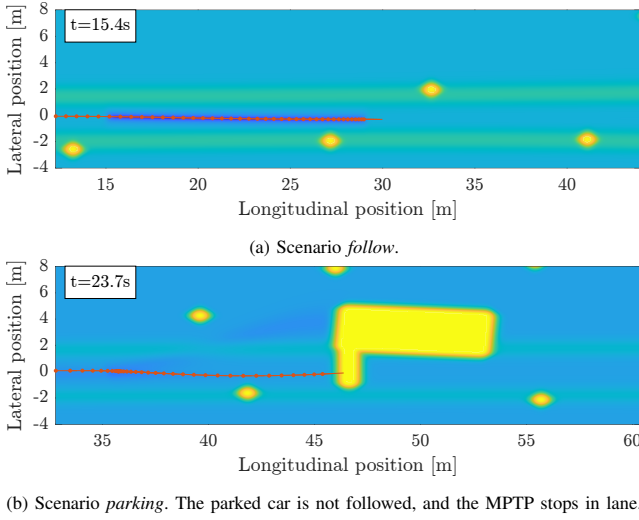 8
6
4
2
0
-2
-4
Lateral position [m]
t=15.4s
15 20 25 30 35 40
Longitudinal position [m]
(a) Scenario follow.
8
6
4
2
0
-2
-4
Lateral position [m]
t=23.7s
35 40 45 50 55 60
Longitudinal position [m]
(b) Scenario parking. The parked car is not followed, and the MPTP stops in lane